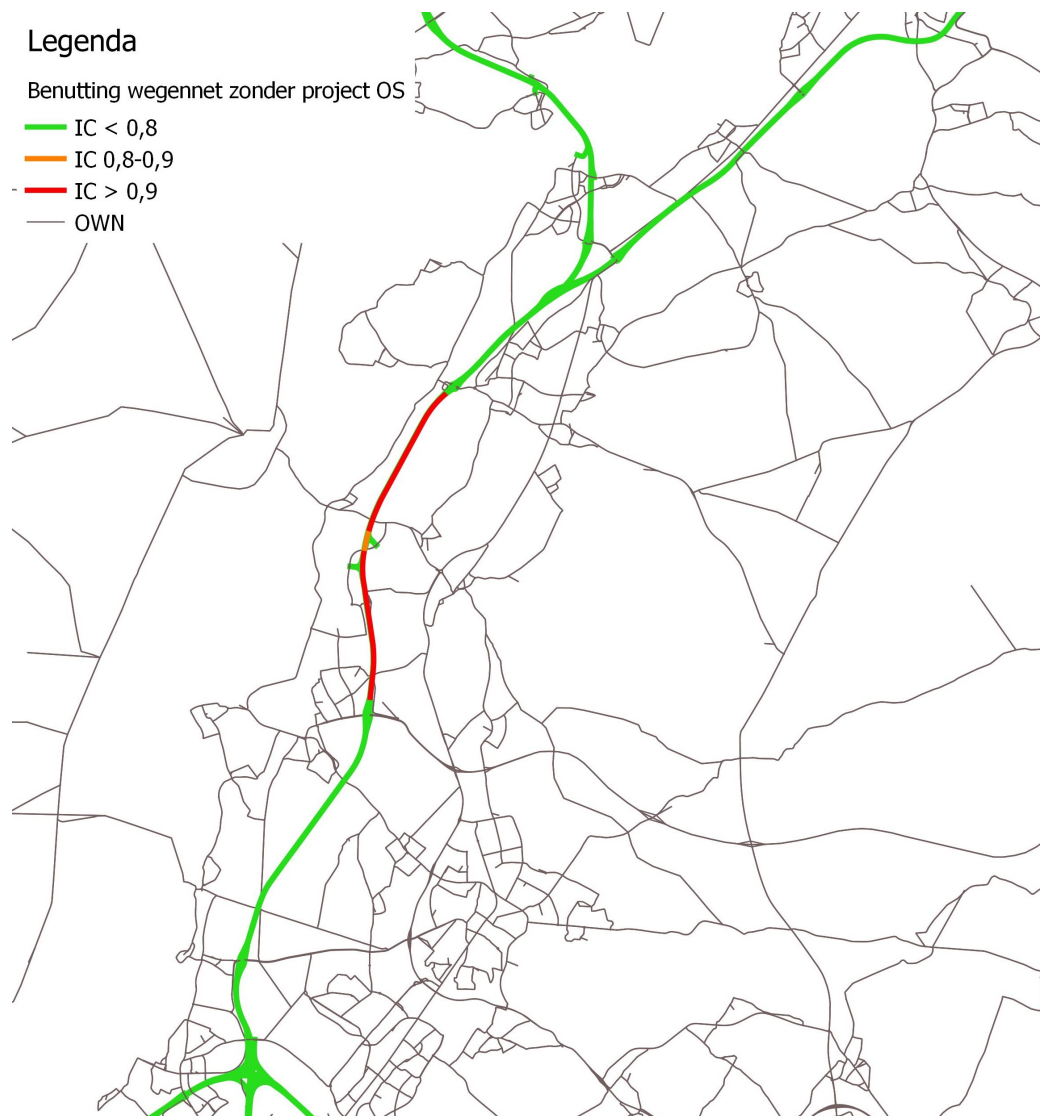 Legenda
Benutting wegennet zonder project OS
IC < 0,8
IC 0,8-0,9
IC > 0,9
OWN